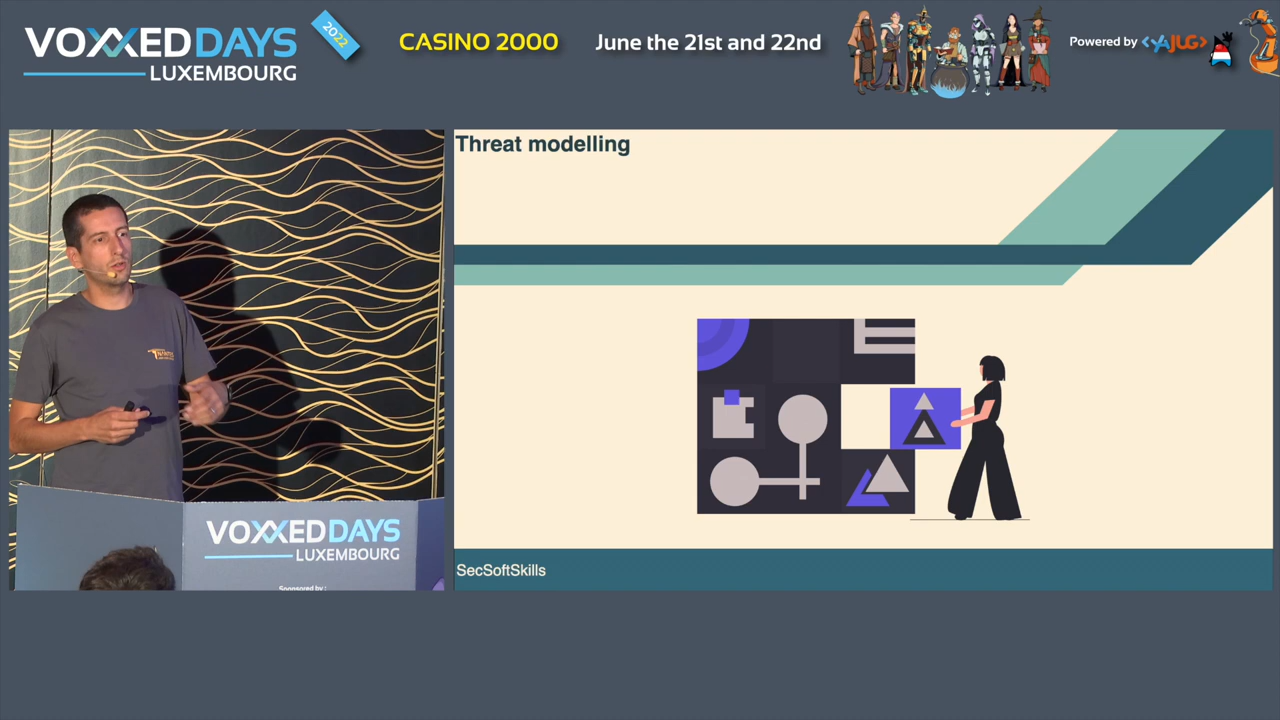 VOXXED DAYS
LUXEMBOURG
2022
CASINO 2000
June the 21st and 22nd
Powered by <YAJUG>
Threat modelling
VOXXED DAYS
LUXEMBOURG
Sponsored by :
SecSoftSkills